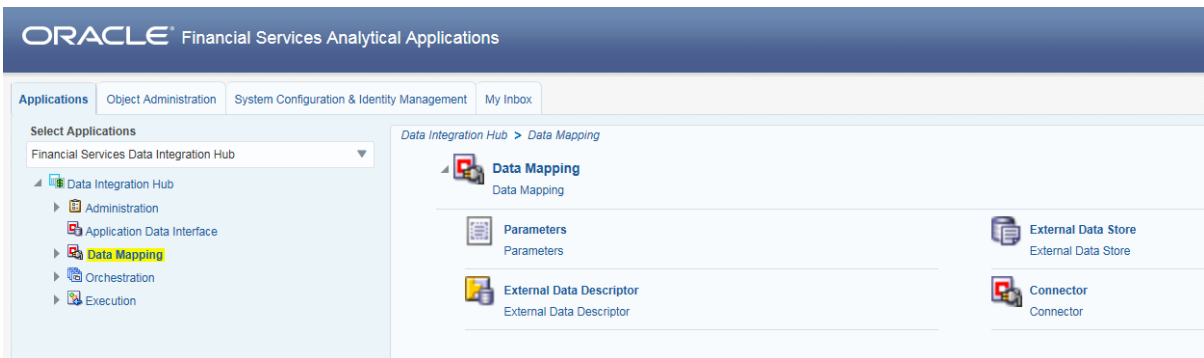 ORACLE® Financial Services Analytical Applications
Applications Object Administration System Configuration & Identity Management My Inbox
Select Applications
Financial Services Data Integration Hub
Data Integration Hub
Administration
Application Data Interface
Data Mapping
Orchestration
Execution
Data Integration Hub > Data Mapping
Data Mapping
Data Mapping
Parameters
Parameters
External Data Store
External Data Store
External Data Descriptor
External Data Descriptor
Connector
Connector